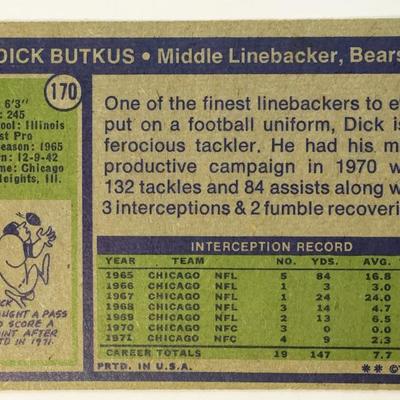 DICK BUTKUS • Middle Linebacker, Bears
170
6'3"
245
ool: Illinois
st Pro
eason: 1965
rn: 12-9-42
me: Chicago
Heights, Ill.
One of the finest linebackers to e
put on a football uniform, Dick is
ferocious tackler. He had his m
productive campaign in 1970 w
132 tackles and 84 assists along w
3 interceptions & 2 fumble recoverie
INTERCEPTION RECORD
YEAR TEAM NO. YDS. AVG.
1965 CHICAGO NFL 5 84 16.8
1966 CHICAGO NFL 1 3 3.0
1967 CHICAGO NFL 1 24 24.0
1968 CHICAGO NFL 3 14 4.7
1969 CHICAGO NFL 2 13 6.5
1970 CHICAGO NFC 3 0 0.0
1971 CHICAGO NFC 4 9 2.3
CAREER TOTALS 19 147 7.7
PRTD. IN U.S.A. ** ©
CK
UGHT A PASS
O SCORE A
OINT AFTER
TD IN 1971.